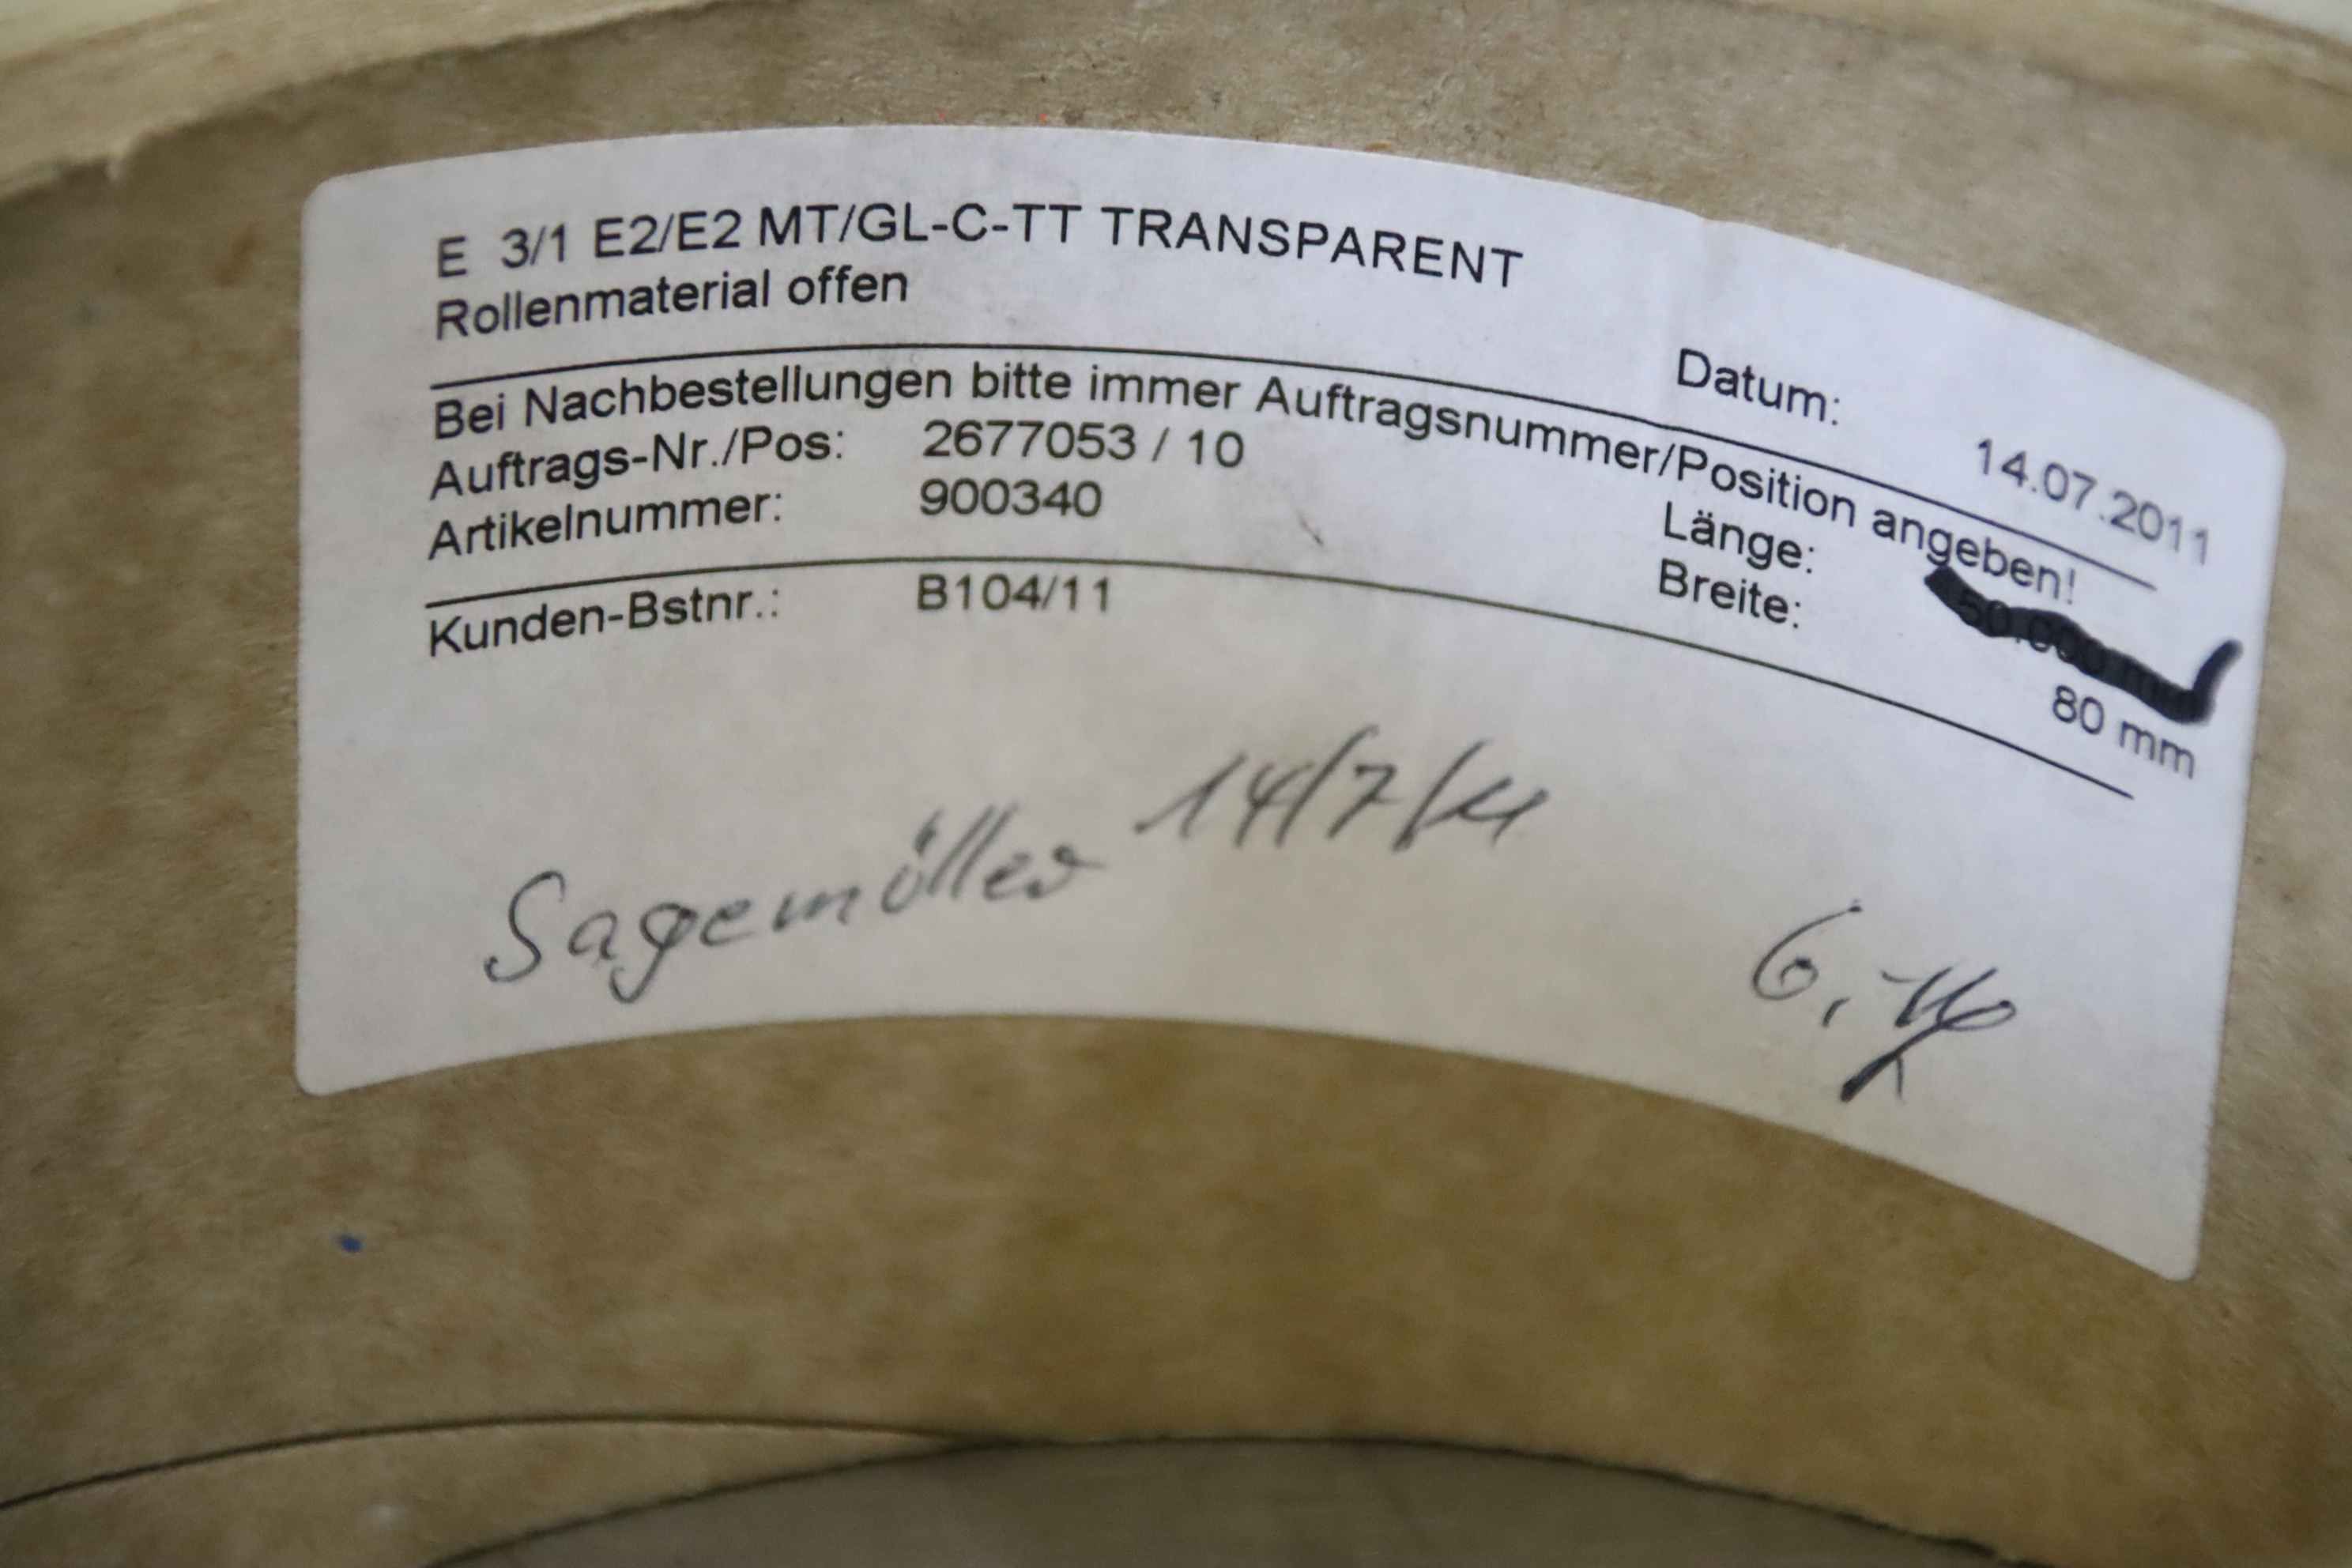 E 3/1 E2/E2 MT/GL-C-TT TRANSPARENT
Rollenmaterial offen
Datum: 14.07.2011
Bei Nachbestellungen bitte immer Auftragsnummer/Position angeben!
Auftrags-Nr./Pos: 2677053 / 10
Länge:
Artikelnummer: 900340
Breite: 80 mm
Kunden-Bstnr.: B104/11
Sagemüller 14/7/11
6,-